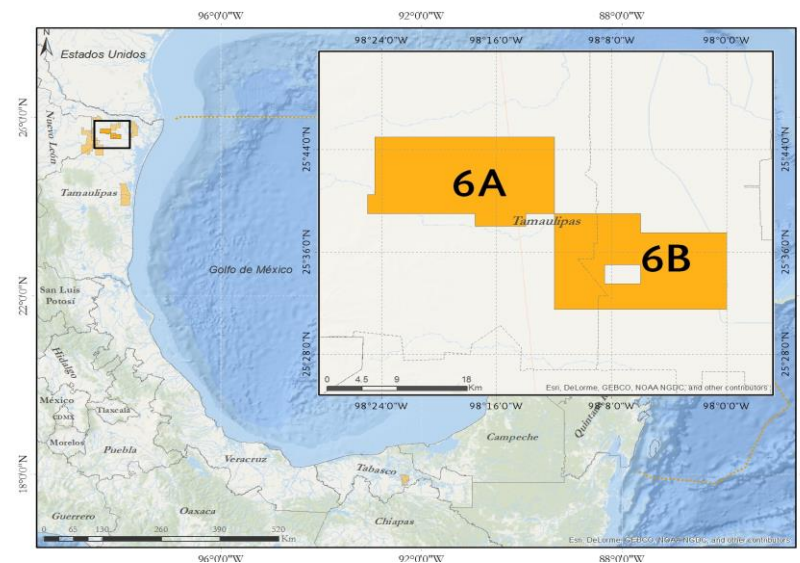 96°0'0"W 92°0'0"W 88°0'0"W
N
Estados Unidos
26°0'0"N
Nuevo León
Tamaulipas
Golfo de México
22°0'0"N
San Luis
Potosí
Hidalgo
México
CDMX
Tlaxcala
Morelos
Puebla
Veracruz
Tabasco
Campeche
18°0'0"N
Guerrero
Oaxaca
Chiapas
0 65 130 260 390 520
Km
Esri, DeLorme, GEBCO, NOAA NGDC, and other contributors
96°0'0"W 92°0'0"W 88°0'0"W
98°24'0"W 98°16'0"W 98°8'0"W 98°0'0"W
25°44'0"N 25°44'0"N
6A
Tamaulipas
25°36'0"N 25°36'0"N
6B
25°28'0"N 25°28'0"N
0 4.5 9 18
Km
Esri, DeLorme, GEBCO, NOAA NGDC, and other contributors
98°24'0"W 98°16'0"W 98°8'0"W 98°0'0"W